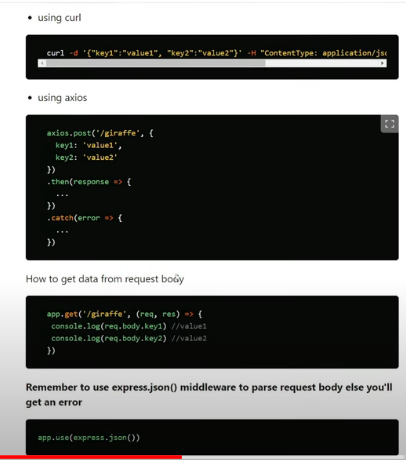 • using curl
curl -d '{"key1":"value1", "key2":"value2"}' -H "ContentType: application/jso
• using axios
axios.post('/giraffe', {
key1: 'value1',
key2: 'value2'
})
.then(response => {
...
})
.catch(error => {
...
})
How to get data from request body
app.get('/giraffe', (req, res) => {
console.log(req.body.key1) //value1
console.log(req.body.key2) //value2
})
Remember to use express.json() middleware to parse request body else you'll
get an error
app.use(express.json())